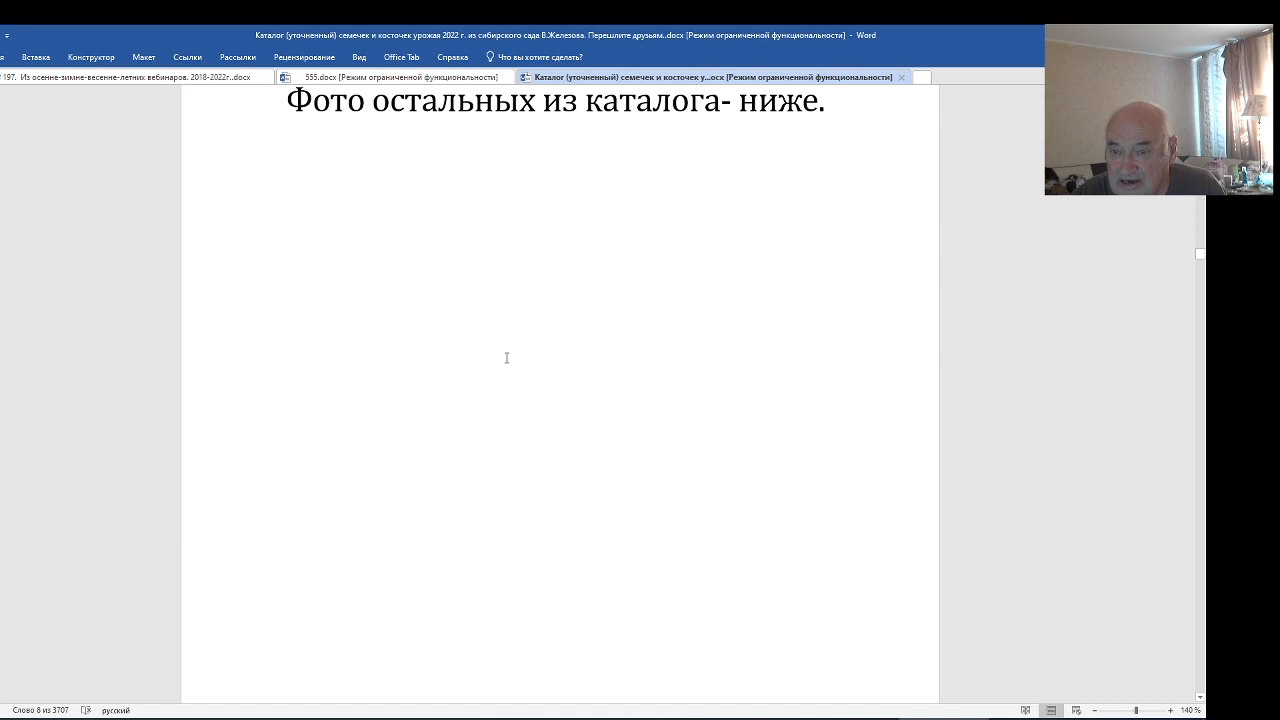 Каталог (уточненный) семечек и косточек урожая 2022 г. из сибирского сада В.Железова. Перешлите друзьям..docx [Режим ограниченной функциональности] - Word
я Вставка Конструктор Макет Ссылки Рассылки Рецензирование Вид Office Tab Справка Что вы хотите сделать?
197. Из осенне-зимне-весенне-летних вебинаров. 2018-2022г..docx 555.docx [Режим ограниченной функциональности] Каталог (уточненный) семечек и косточек у...осх [Режим ограниченной функциональности]
Фото остальных из каталога- ниже.
Слово 8 из 3707 русский 140 %